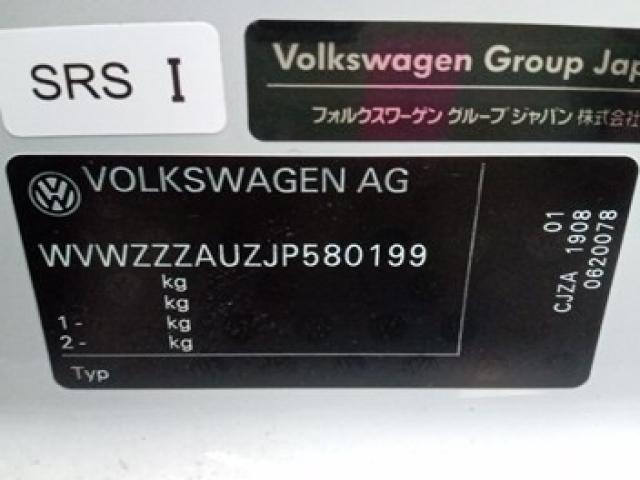 SRS I
Volkswagen Group Jap
フォルクスワーゲン グループ ジャパン 株式会社
VOLKSWAGEN AG
WVWZZZAUZJP580199
kg
kg
1 - kg
2 - kg
Typ
01
CJZA 1908
0620078